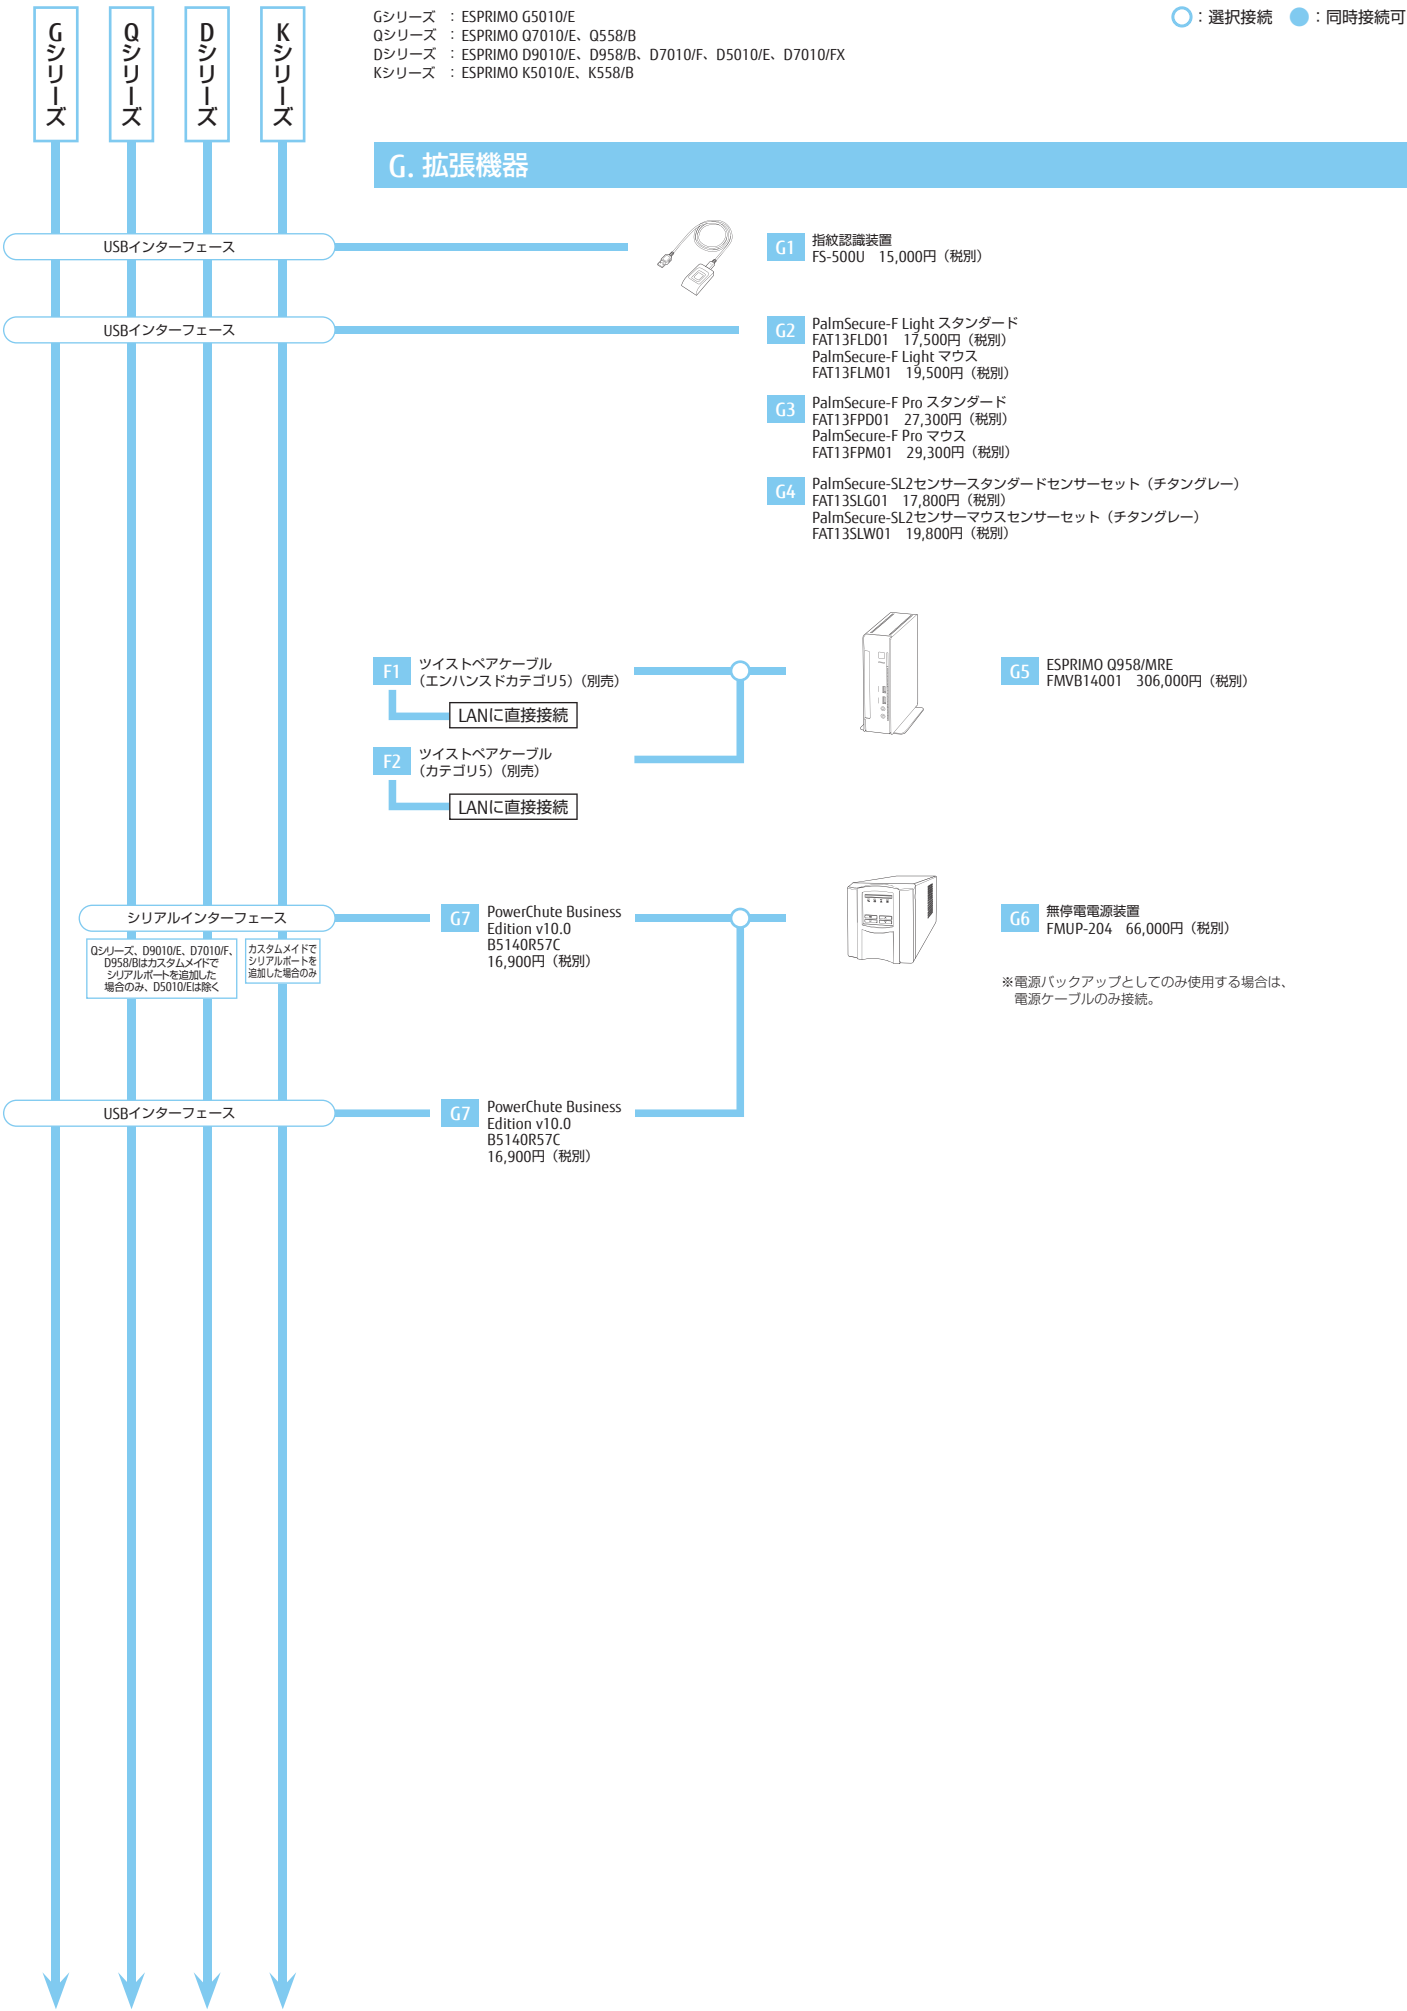 Gシリーズ
Qシリーズ
Dシリーズ
Kシリーズ
Gシリーズ : ESPRIMO G5010/E
Qシリーズ : ESPRIMO Q7010/E、Q558/B
Dシリーズ : ESPRIMO D9010/E、D958/B、D7010/F、D5010/E、D7010/FX
Kシリーズ : ESPRIMO K5010/E、K558/B
:選択接続 :同時接続可
G. 拡張機器
USBインターフェース
G1 指紋認識装置
FS-500U 15,000円(税別)
USBインターフェース
G2 PalmSecure-F Light スタンダード
FAT13FLD01 17,500円(税別)
PalmSecure-F Light マウス
FAT13FLM01 19,500円(税別)
G3 PalmSecure-F Pro スタンダード
FAT13FPD01 27,300円(税別)
PalmSecure-F Pro マウス
FAT13FPM01 29,300円(税別)
G4 PalmSecure-SL2センサースタンダードセンサーセット(チタングレー)
FAT13SLG01 17,800円(税別)
PalmSecure-SL2センサーマウスセンサーセット(チタングレー)
FAT13SLW01 19,800円(税別)
F1 ツイストペアケーブル
(エンハンスドカテゴリ5)(別売)
LANに直接接続
F2 ツイストペアケーブル
(カテゴリ5)(別売)
LANに直接接続
G5 ESPRIMO Q958/MRE
FMVB14001 306,000円(税別)
シリアルインターフェース
Qシリーズ、D9010/E、D7010/F、
D958/Bはカスタムメイドで
シリアルポートを追加した
場合のみ、D5010/Eは除く
カスタムメイドで
シリアルポートを
追加した場合のみ
G7 PowerChute Business
Edition v10.0
B5140R57C
16,900円(税別)
G6 無停電電源装置
FMUP-204 66,000円(税別)
※電源バックアップとしてのみ使用する場合は、
電源ケーブルのみ接続。
USBインターフェース
G7 PowerChute Business
Edition v10.0
B5140R57C
16,900円(税別)